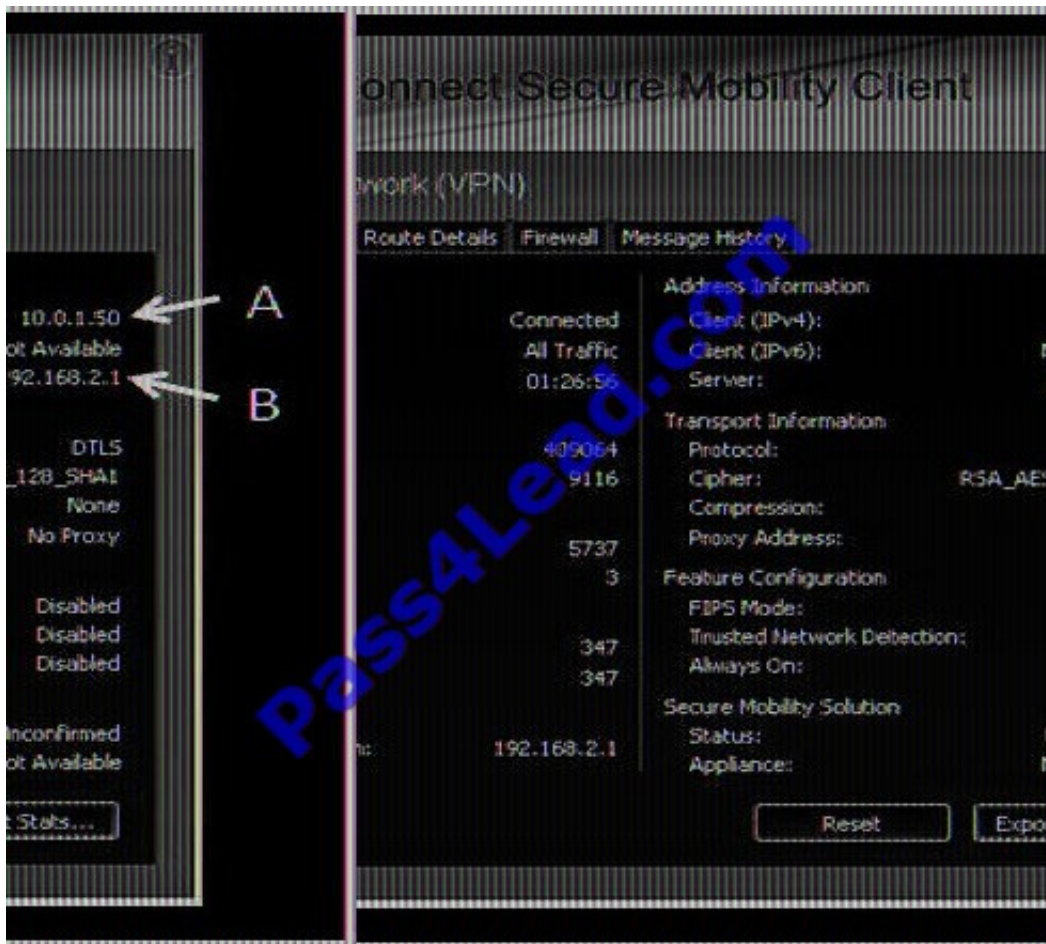 onnect Secure Mobility Client
work (VPN)
Route Details Firewall Message History
10.0.1.50
A
ot Available
92.168.2.1
B
DTLS
_128_SHA1
None
No Proxy
Disabled
Disabled
Disabled
nconfirmed
ot Available
t Stats...
Connected
All Traffic
01:26:56
409064
9116
5737
3
347
347
n: 192.168.2.1
Address Information
Client (IPv4):
Client (IPv6): N
Server:
Transport Information
Protocol:
Cipher: RSA_AES
Compression:
Proxy Address:
Feature Configuration
FIPS Mode:
Trusted Network Detection:
Always On:
Secure Mobility Solution
Status:
Appliance: N
Reset
Expo
Pass4Lead.com